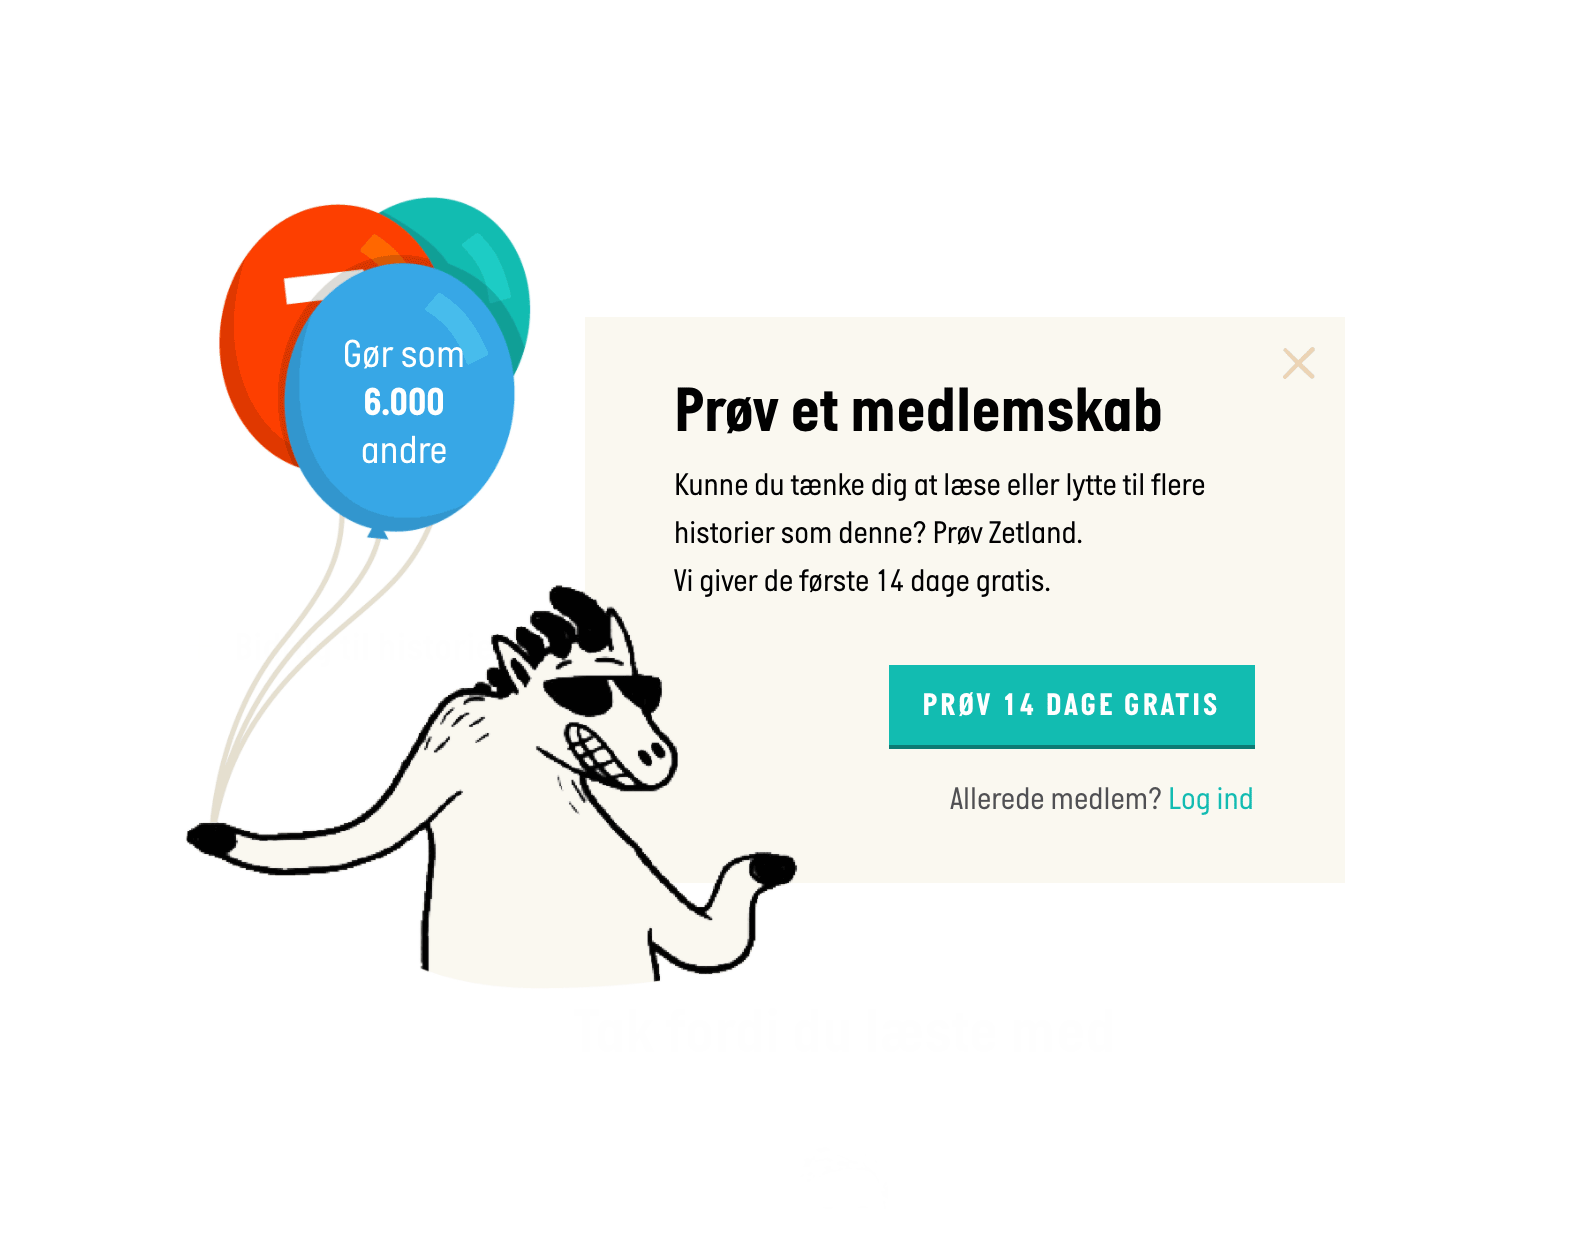 Gør som
6.000
andre
Prøv et medlemskab
Kunne du tænke dig at læse eller lytte til flere
historier som denne? Prøv Zetland.
Vi giver de første 14 dage gratis.
PRØV 14 DAGE GRATIS
Allerede medlem? Log ind